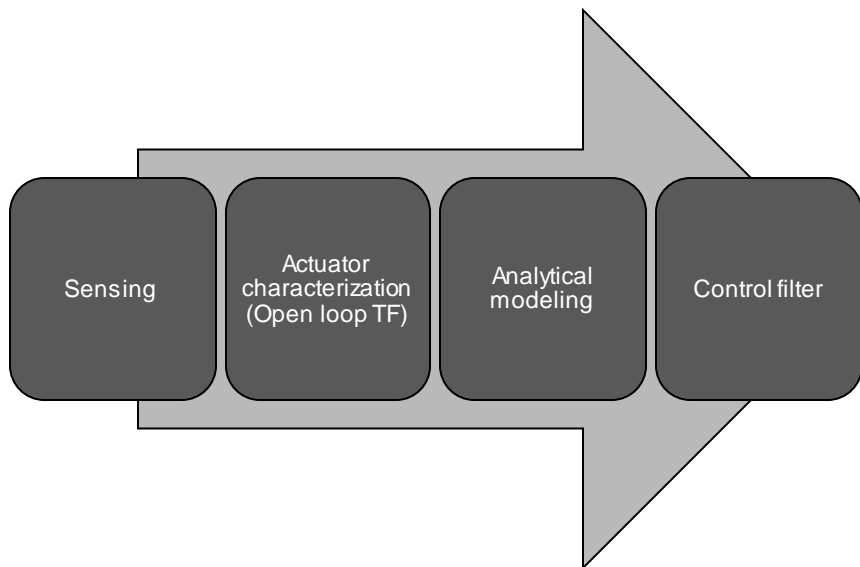 Sensing
Actuator
characterization
(Open loop TF)
Analytical
modeling
Control filter